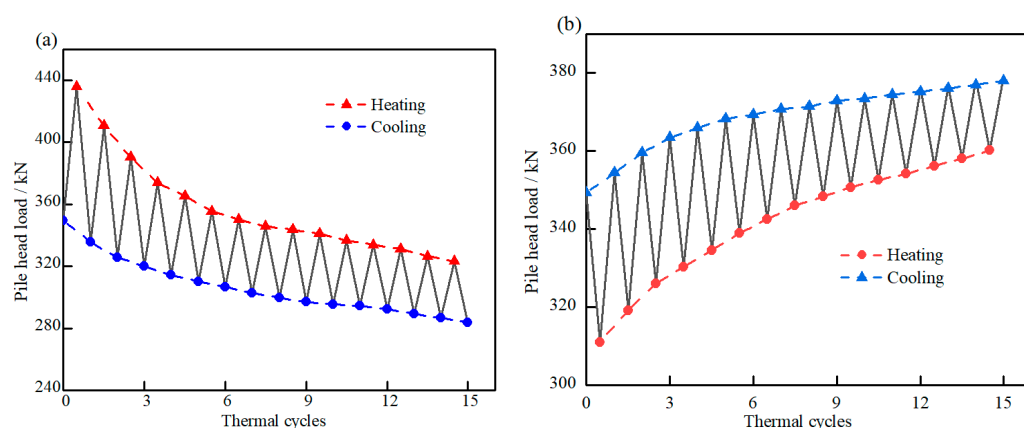 (a)
Pile head load / kN
440
400
360
320
280
240
Heating
Cooling
0 3 6 9 12 15
Thermal cycles
(b)
Pile head load / kN
380
360
340
320
300
Heating
Cooling
0 3 6 9 12 15
Thermal cycles